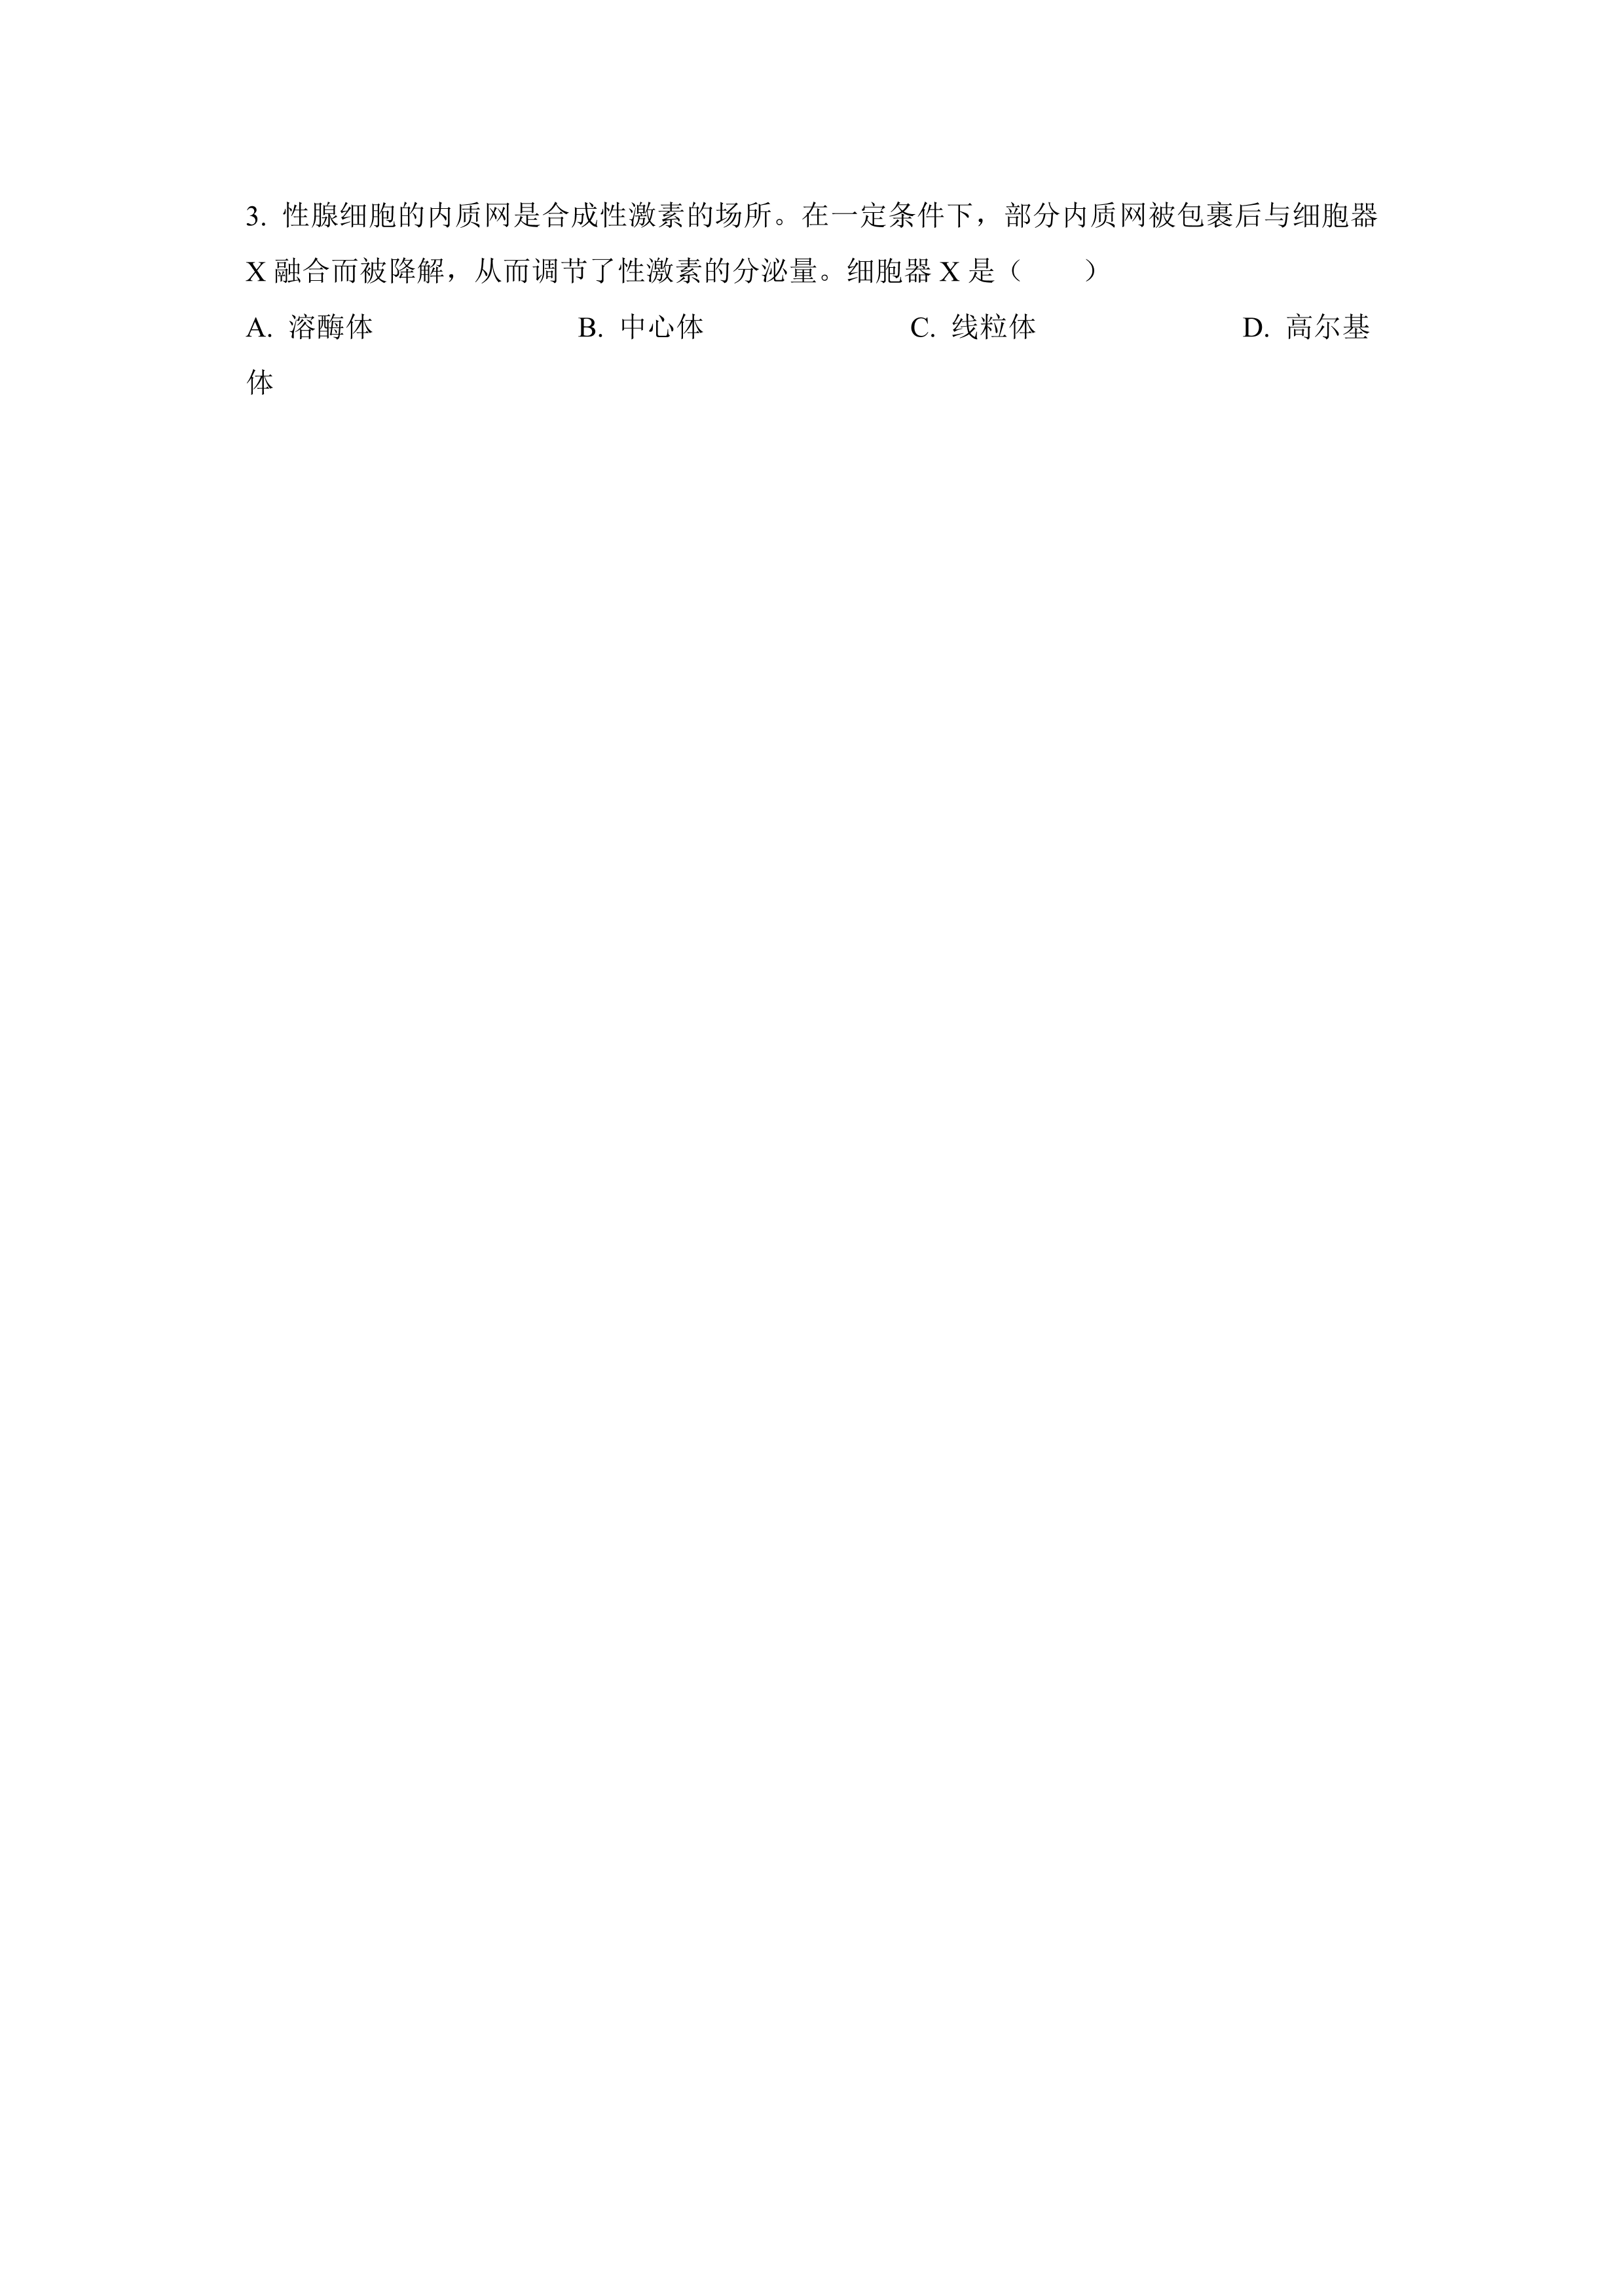 3. 性腺细胞的内质网是合成性激素的场所。在一定条件下，部分内质网被包裹后与细胞器
X 融合而被降解，从而调节了性激素的分泌量。细胞器 X 是（　　）
A. 溶酶体 B. 中心体 C. 线粒体 D. 高尔基
体